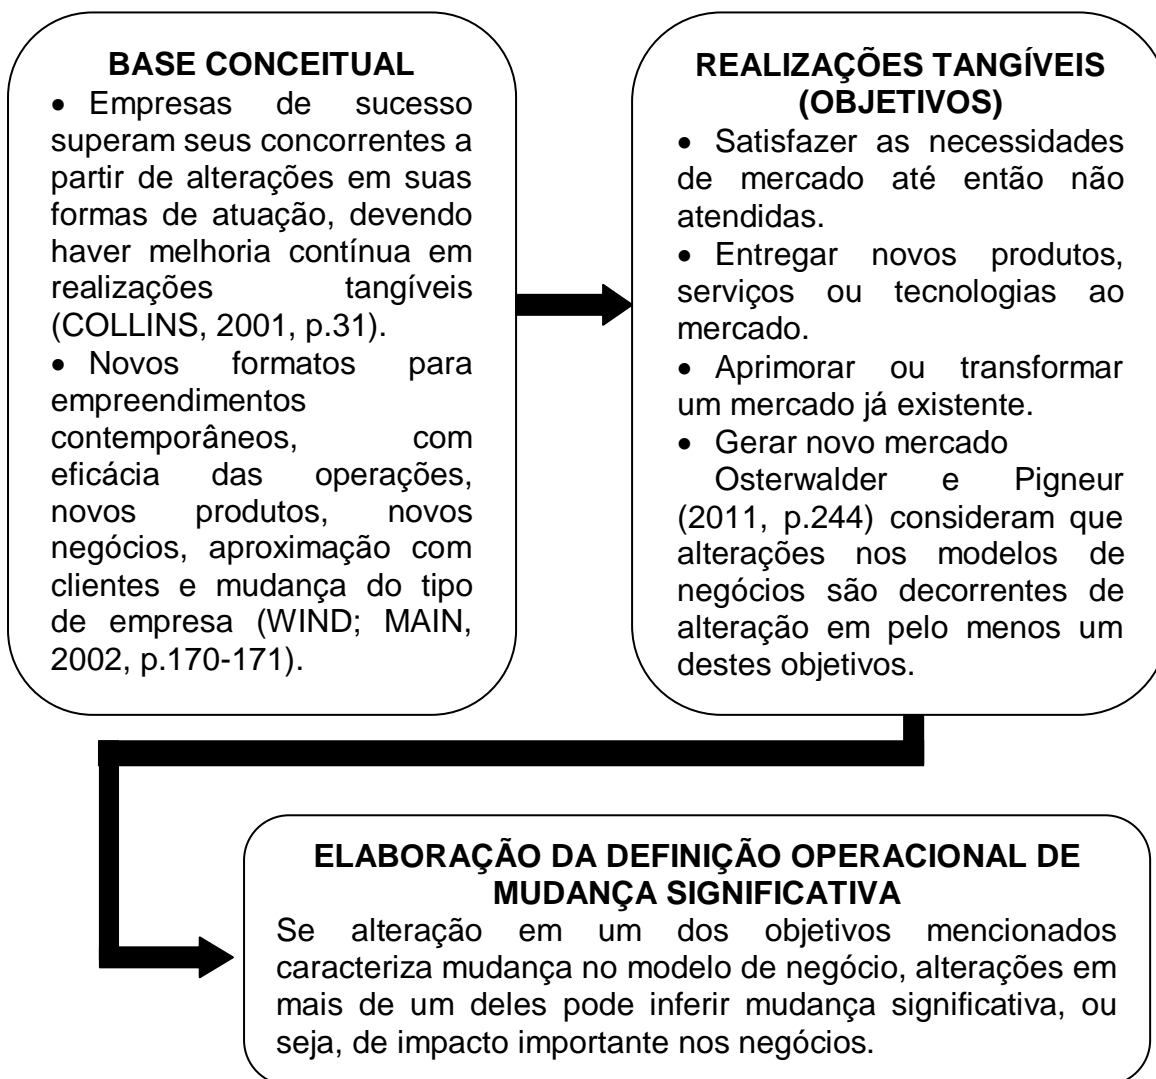 BASE CONCEITUAL
• Empresas de sucesso
superam seus concorrentes a
partir de alterações em suas
formas de atuação, devendo
haver melhoria contínua em
realizações tangíveis
(COLLINS, 2001, p.31).
• Novos formatos para
empreendimentos
contemporâneos, com
eficácia das operações,
novos produtos, novos
negócios, aproximação com
clientes e mudança do tipo
de empresa (WIND; MAIN,
2002, p.170-171).
REALIZAÇÕES TANGÍVEIS
(OBJETIVOS)
• Satisfazer as necessidades
de mercado até então não
atendidas.
• Entregar novos produtos,
serviços ou tecnologias ao
mercado.
• Aprimorar ou transformar
um mercado já existente.
• Gerar novo mercado
Osterwalder e Pigneur
(2011, p.244) consideram que
alterações nos modelos de
negócios são decorrentes de
alteração em pelo menos um
destes objetivos.
ELABORAÇÃO DA DEFINIÇÃO OPERACIONAL DE
MUDANÇA SIGNIFICATIVA
Se alteração em um dos objetivos mencionados
caracteriza mudança no modelo de negócio, alterações em
mais de um deles pode inferir mudança significativa, ou
seja, de impacto importante nos negócios.